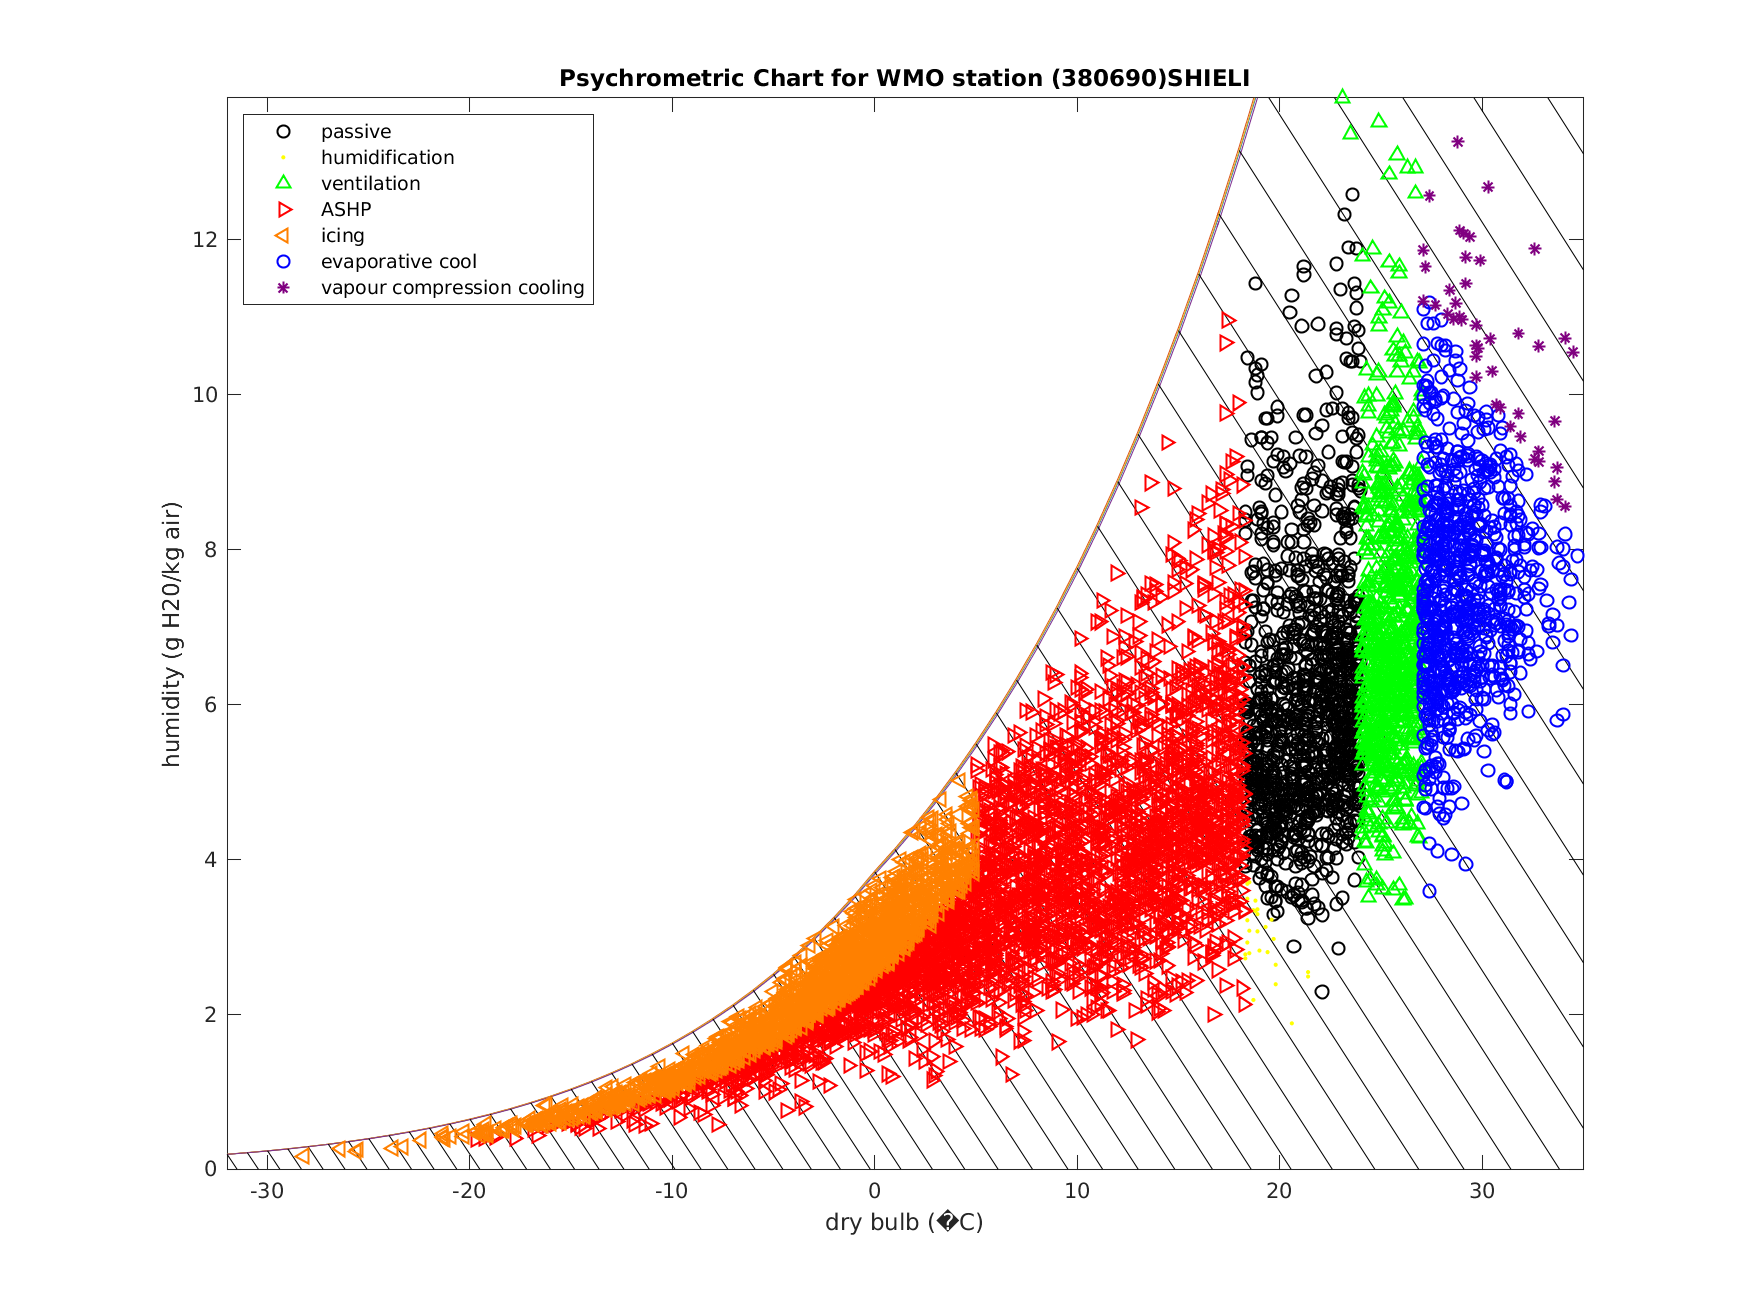 Psychrometric Chart for WMO station (380690)SHIELI
passive
humidification
ventilation
ASHP
icing
evaporative cool
vapour compression cooling
humidity (g H20/kg air)
12
10
8
6
4
2
0
-30 -20 -10 0 10 20 30
dry bulb (�C)